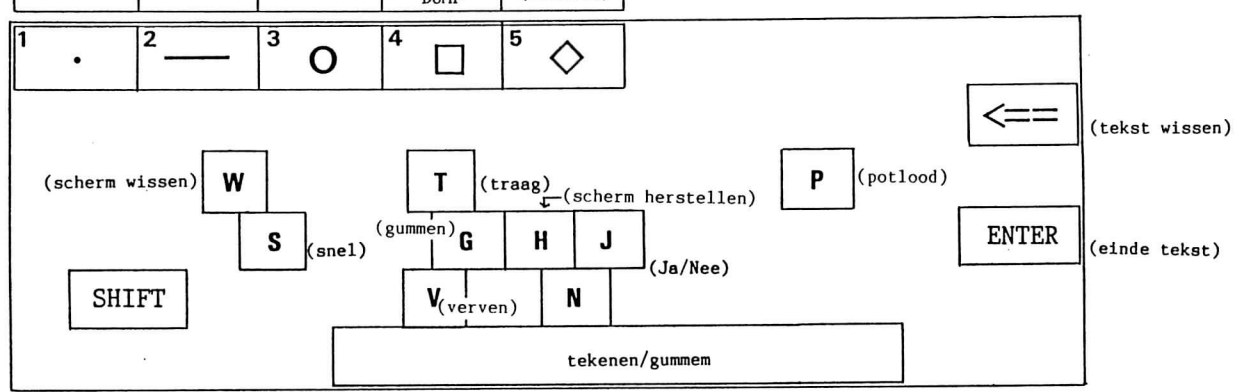 1 2 3 4 5
<==
(tekst wissen)
(scherm wissen) W T (traag) P (potlood)
(scherm herstellen)
S (snel) (gummen) G H J ENTER (einde tekst)
(Ja/Nee)
SHIFT V (verven) N
tekenen/gummem